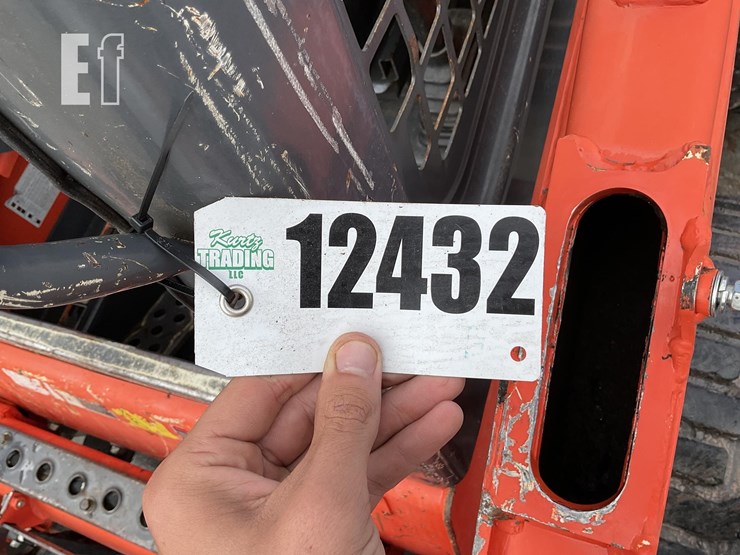 Ef
Kurtz
TRADING
LLC
12432